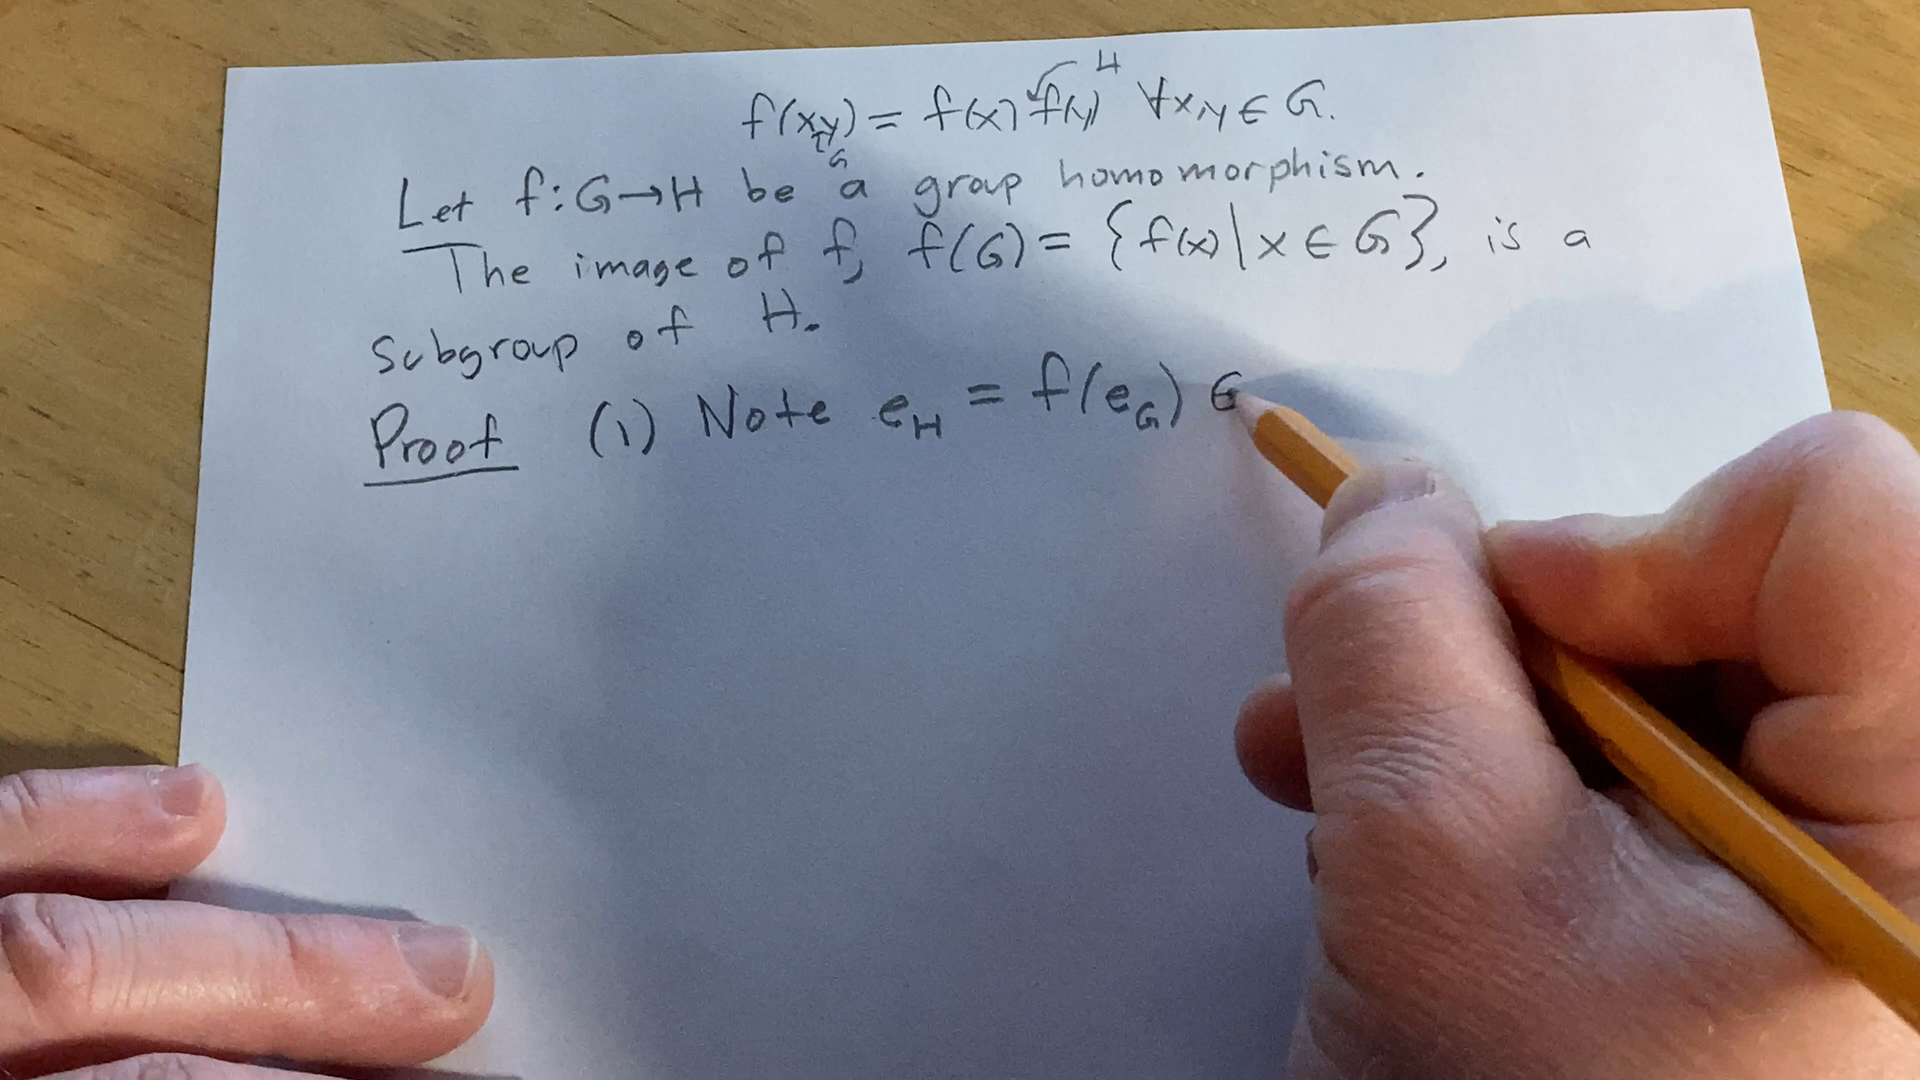 H
f(xy) = f(x) f(y) ∀x,y ∈ G.
G
Let f: G→H be a group homomorphism.
The image of f, f(G) = {f(x) | x ∈ G}, is a
Subgroup of H.
Proof (1) Note e_H = f(e_G) ∈